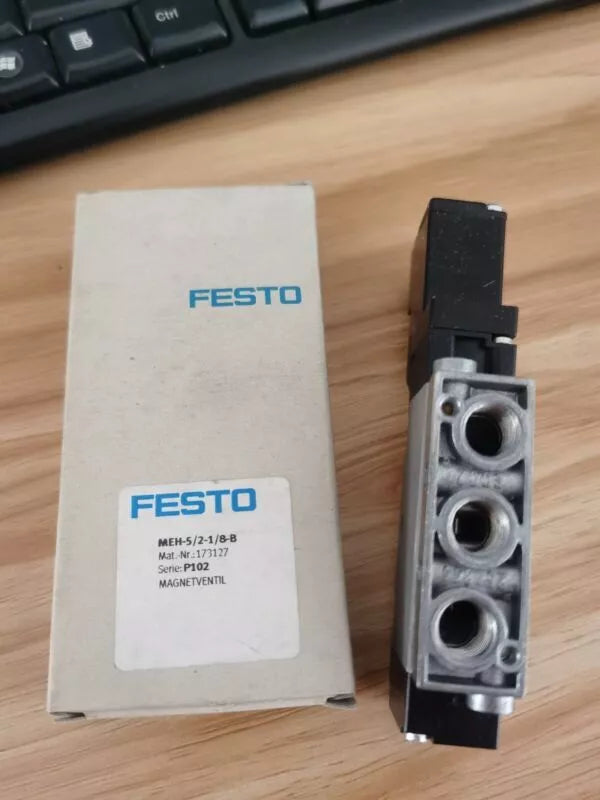 Ctrl
FESTO
FESTO
MEH-5/2-1/8-B
Mat.-Nr.:173127
Serie: P102
MAGNETVENTIL